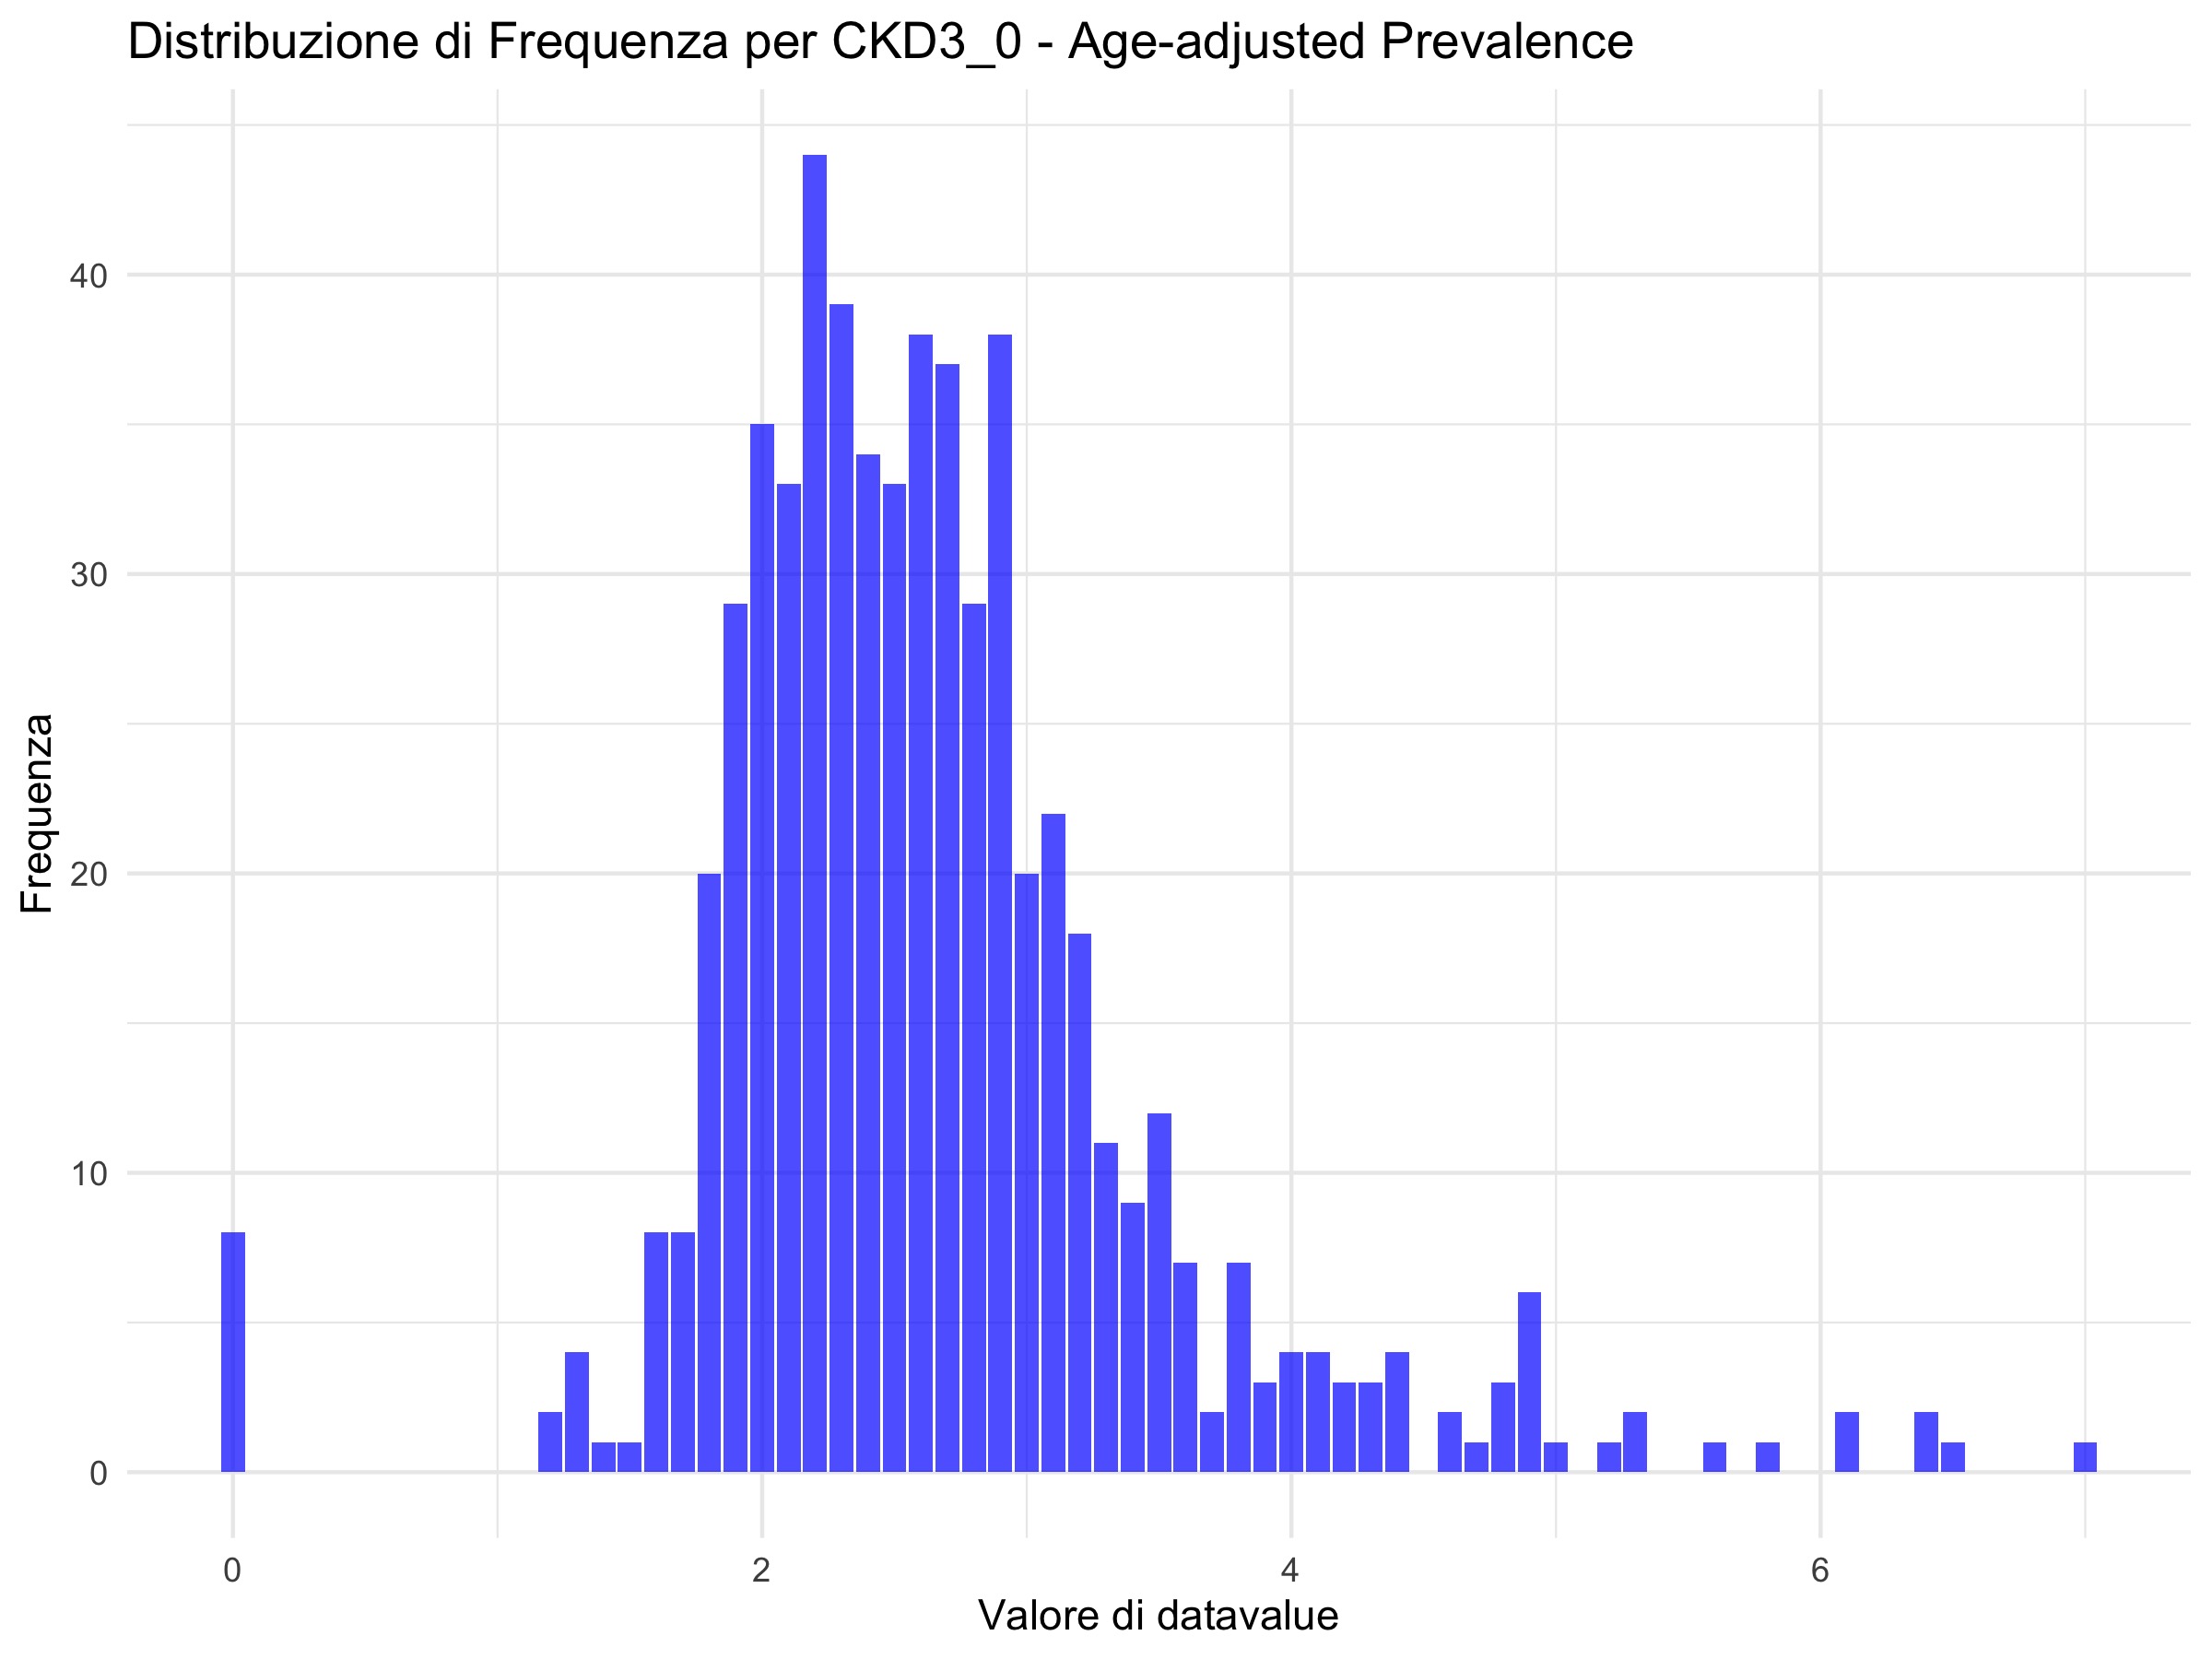 Distribuzione di Frequenza per CKD3_0 - Age-adjusted Prevalence
Frequenza
40
30
20
10
0
0 2 4 6
Valore di datavalue